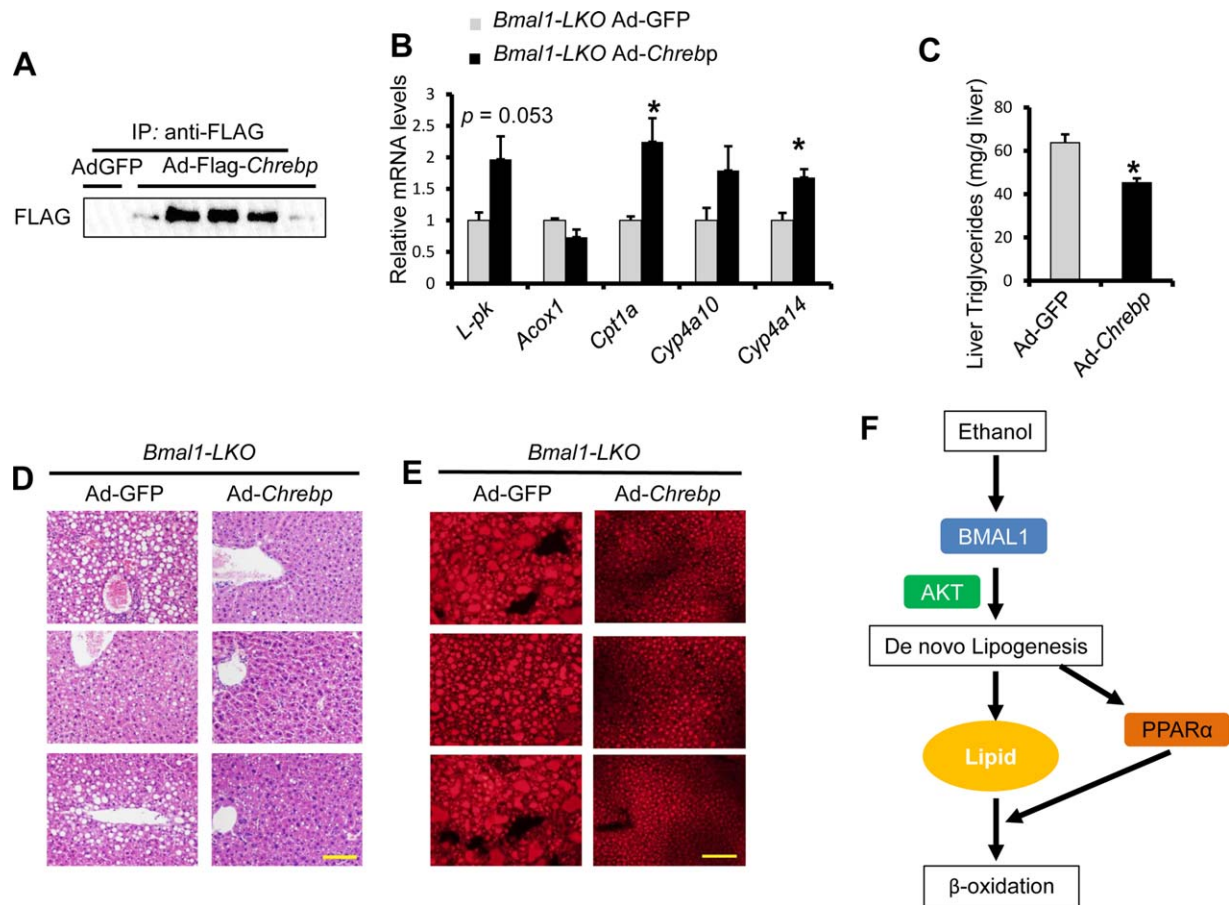 A
IP: anti-FLAG
AdGFP Ad-Flag-Chrebp
FLAG
B
Bmal1-LKO Ad-GFP
Bmal1-LKO Ad-Chrebp
Relative mRNA levels
3
2.5
2
1.5
1
0.5
0
p = 0.053
*
*
L-pk
Acox1
Cpt1a
Cyp4a10
Cyp4a14
C
Liver Triglycerides (mg/g liver)
80
60
40
20
0
*
Ad-GFP
Ad-Chrebp
D
Bmal1-LKO
Ad-GFP Ad-Chrebp
E
Bmal1-LKO
Ad-GFP Ad-Chrebp
F
Ethanol
BMAL1
AKT
De novo Lipogenesis
PPARα
Lipid
β-oxidation